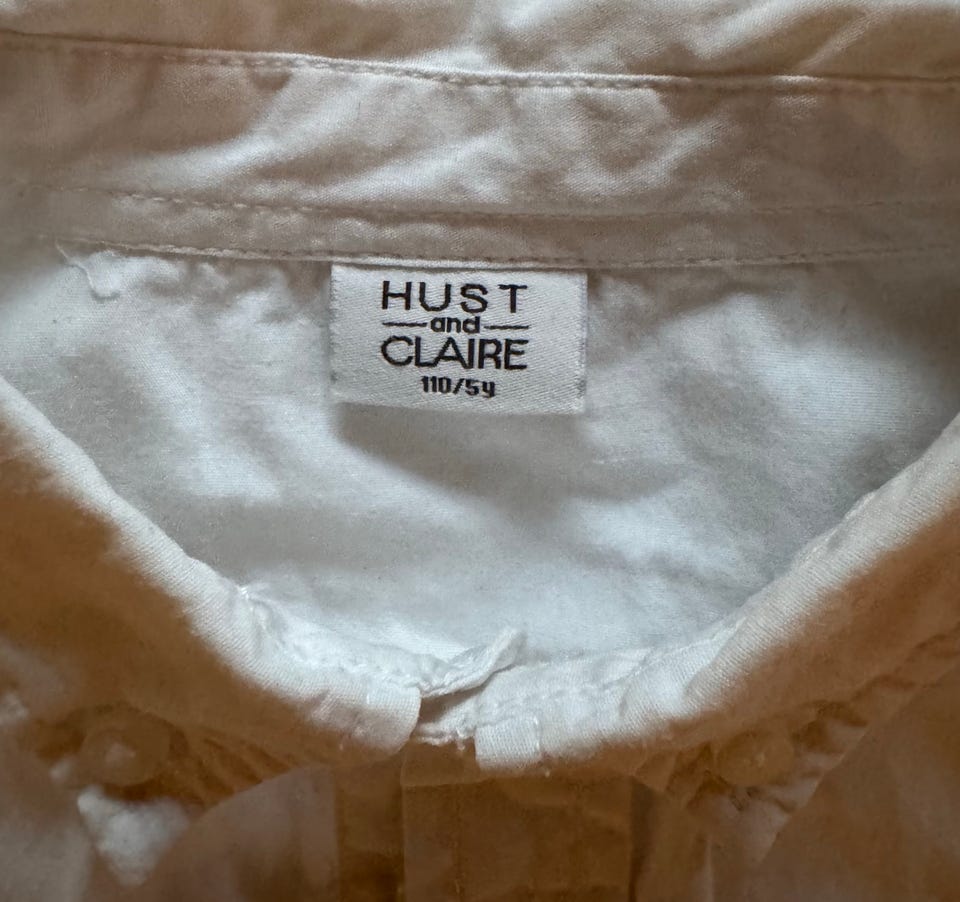 HUST
and
CLAIRE
110/5y